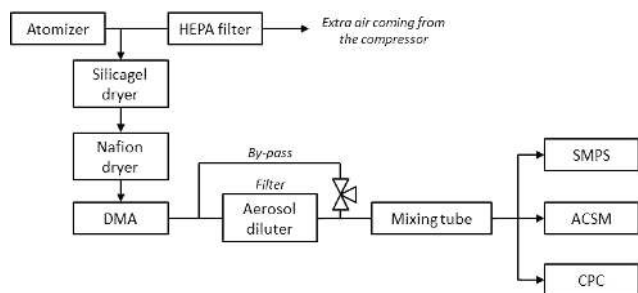 Atomizer
HEPA filter
Extra air coming from
the compressor
Silicagel
dryer
Nafion
dryer
By-pass
Filter
DMA
Aerosol
diluter
Mixing tube
SMPS
ACSM
CPC